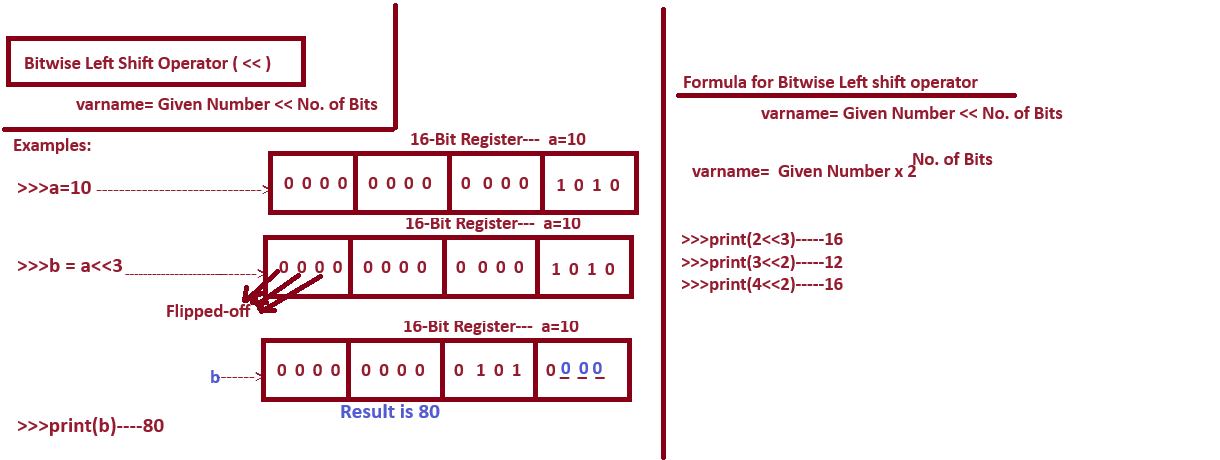 Bitwise Left Shift Operator ( << )
varname= Given Number << No. of Bits
Examples:
16-Bit Register--- a=10
>>>a=10 ---------------------------------->
0 0 0 0 0 0 0 0 0 0 0 0 1 0 1 0
16-Bit Register--- a=10
>>>b = a<<3 --------------------------->
0 0 0 0 0 0 0 0 0 0 0 0 1 0 1 0
Flipped-off
16-Bit Register--- a=10
b------>
0 0 0 0 0 0 0 0 0 1 0 1 0 0 0 0
Result is 80
>>>print(b)----80
Formula for Bitwise Left shift operator
varname= Given Number << No. of Bits
No. of Bits
varname= Given Number x 2
>>>print(2<<3)-----16
>>>print(3<<2)-----12
>>>print(4<<2)-----16